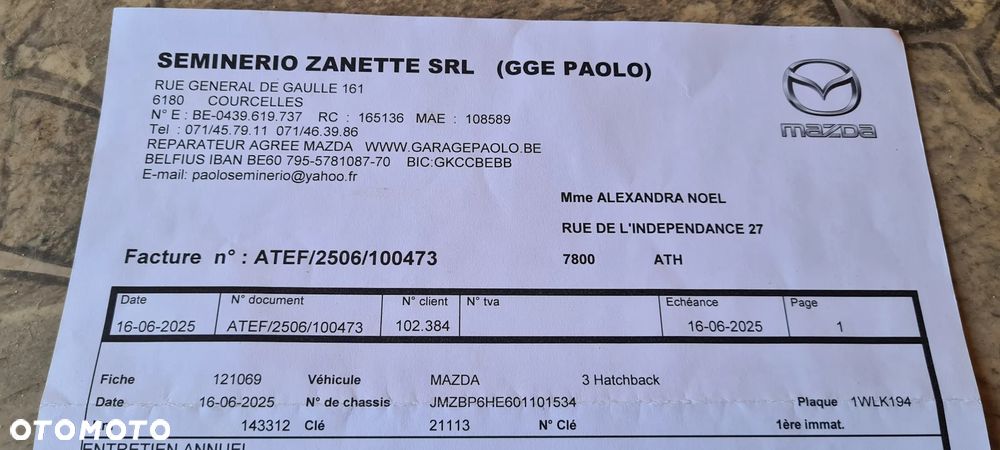 SEMINERIO ZANETTE SRL (GGE PAOLO)
RUE GENERAL DE GAULLE 161
6180 COURCELLES
N° E : BE-0439.619.737 RC : 165136 MAE : 108589
Tel : 071/45.79.11 071/46.39.86
REPARATEUR AGREE MAZDA WWW.GARAGEPAOLO.BE
BELFIUS IBAN BE60 795-5781087-70 BIC:GKCCBEBB
E-mail: paoloseminerio@yahoo.fr
mazda
Mme ALEXANDRA NOEL
RUE DE L'INDEPENDANCE 27
7800 ATH
Facture n° : ATEF/2506/100473
Date N° document N° client N° tva Echéance Page
16-06-2025 ATEF/2506/100473 102.384 16-06-2025 1
Fiche 121069 Véhicule MAZDA 3 Hatchback
Date 16-06-2025 N° de chassis JMZBP6HE601101534 Plaque 1WLK194
143312 Clé 21113 N° Clé 1ère immat.
ENTRETIEN ANNUEL
OTOMOTO